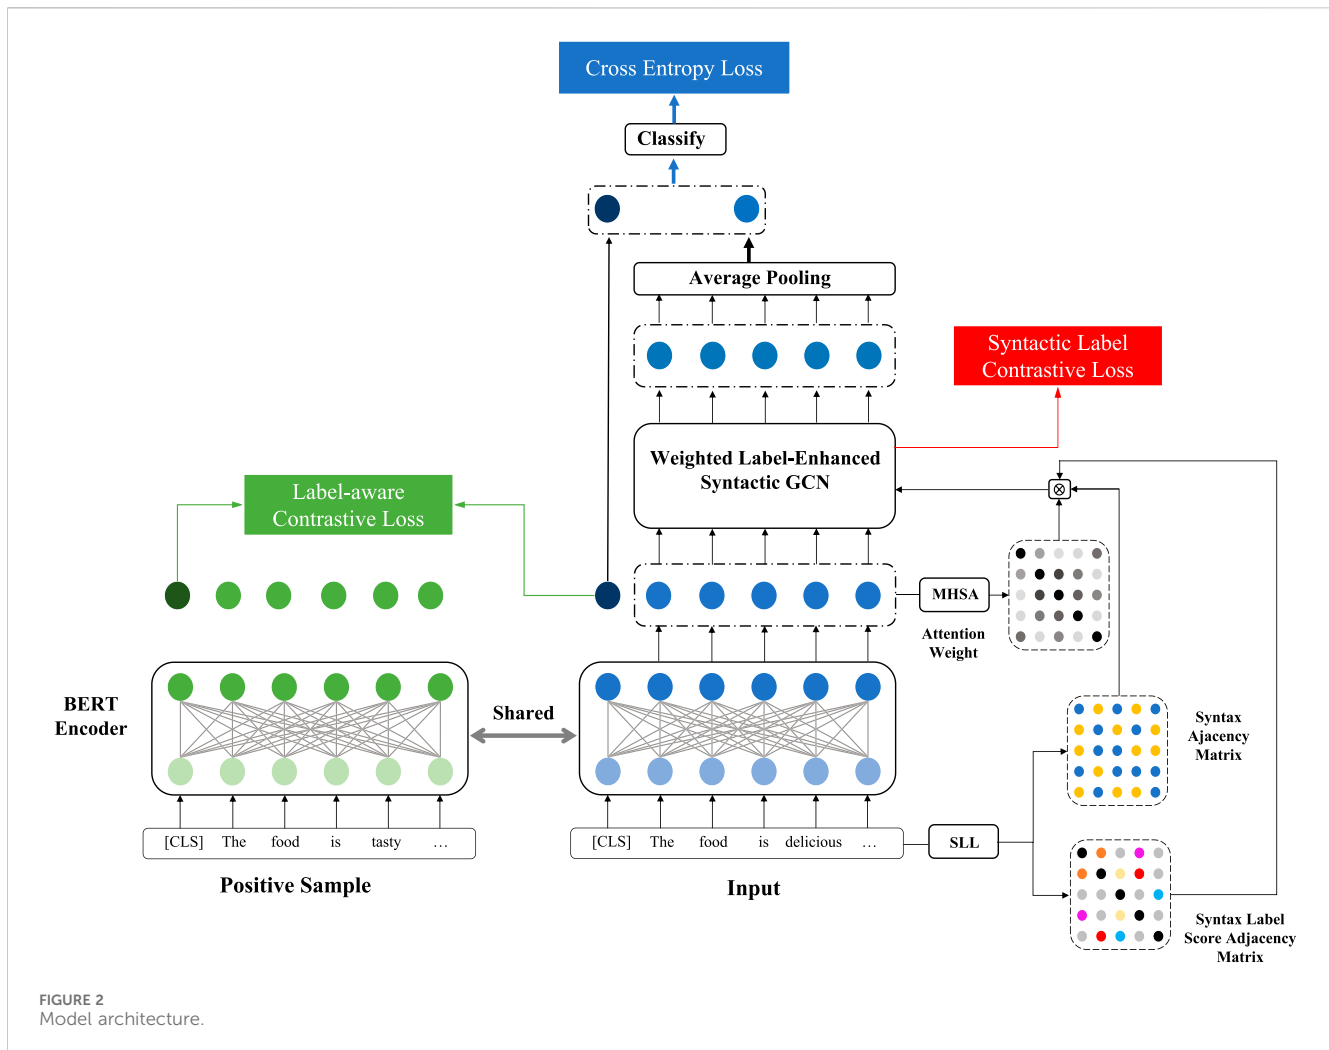 Cross Entropy Loss
Classify
Average Pooling
Syntactic Label
Contrastive Loss
Weighted Label-Enhanced
Syntactic GCN
Label-aware
Contrastive Loss
⊗
MHSA
Attention
Weight
BERT
Encoder
Shared
Syntax
Ajacency
Matrix
[CLS] The food is tasty …
[CLS] The food is delicious …
SLL
Positive Sample
Input
Syntax Label
Score Adjacency
Matrix
FIGURE 2
Model architecture.